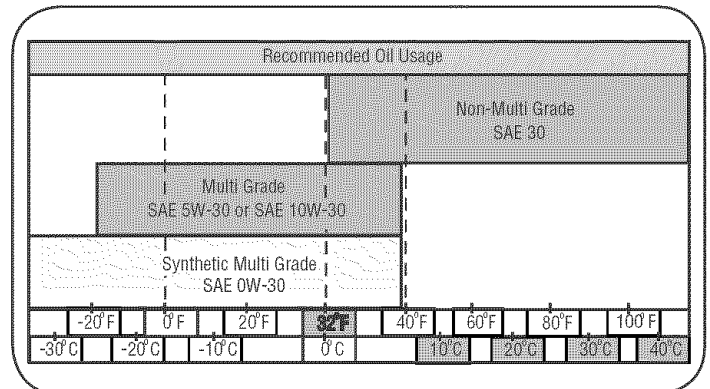 Recommended Oil Usage
Non-Multi Grade
SAE 30
Multi Grade
SAE 5W-30 or SAE 10W-30
Synthetic Multi Grade
SAE 0W-30
-20°F 0°F 20°F 32°F 40°F 60°F 80°F 100°F
-30°C -20°C -10°C 0°C 10°C 20°C 30°C 40°C